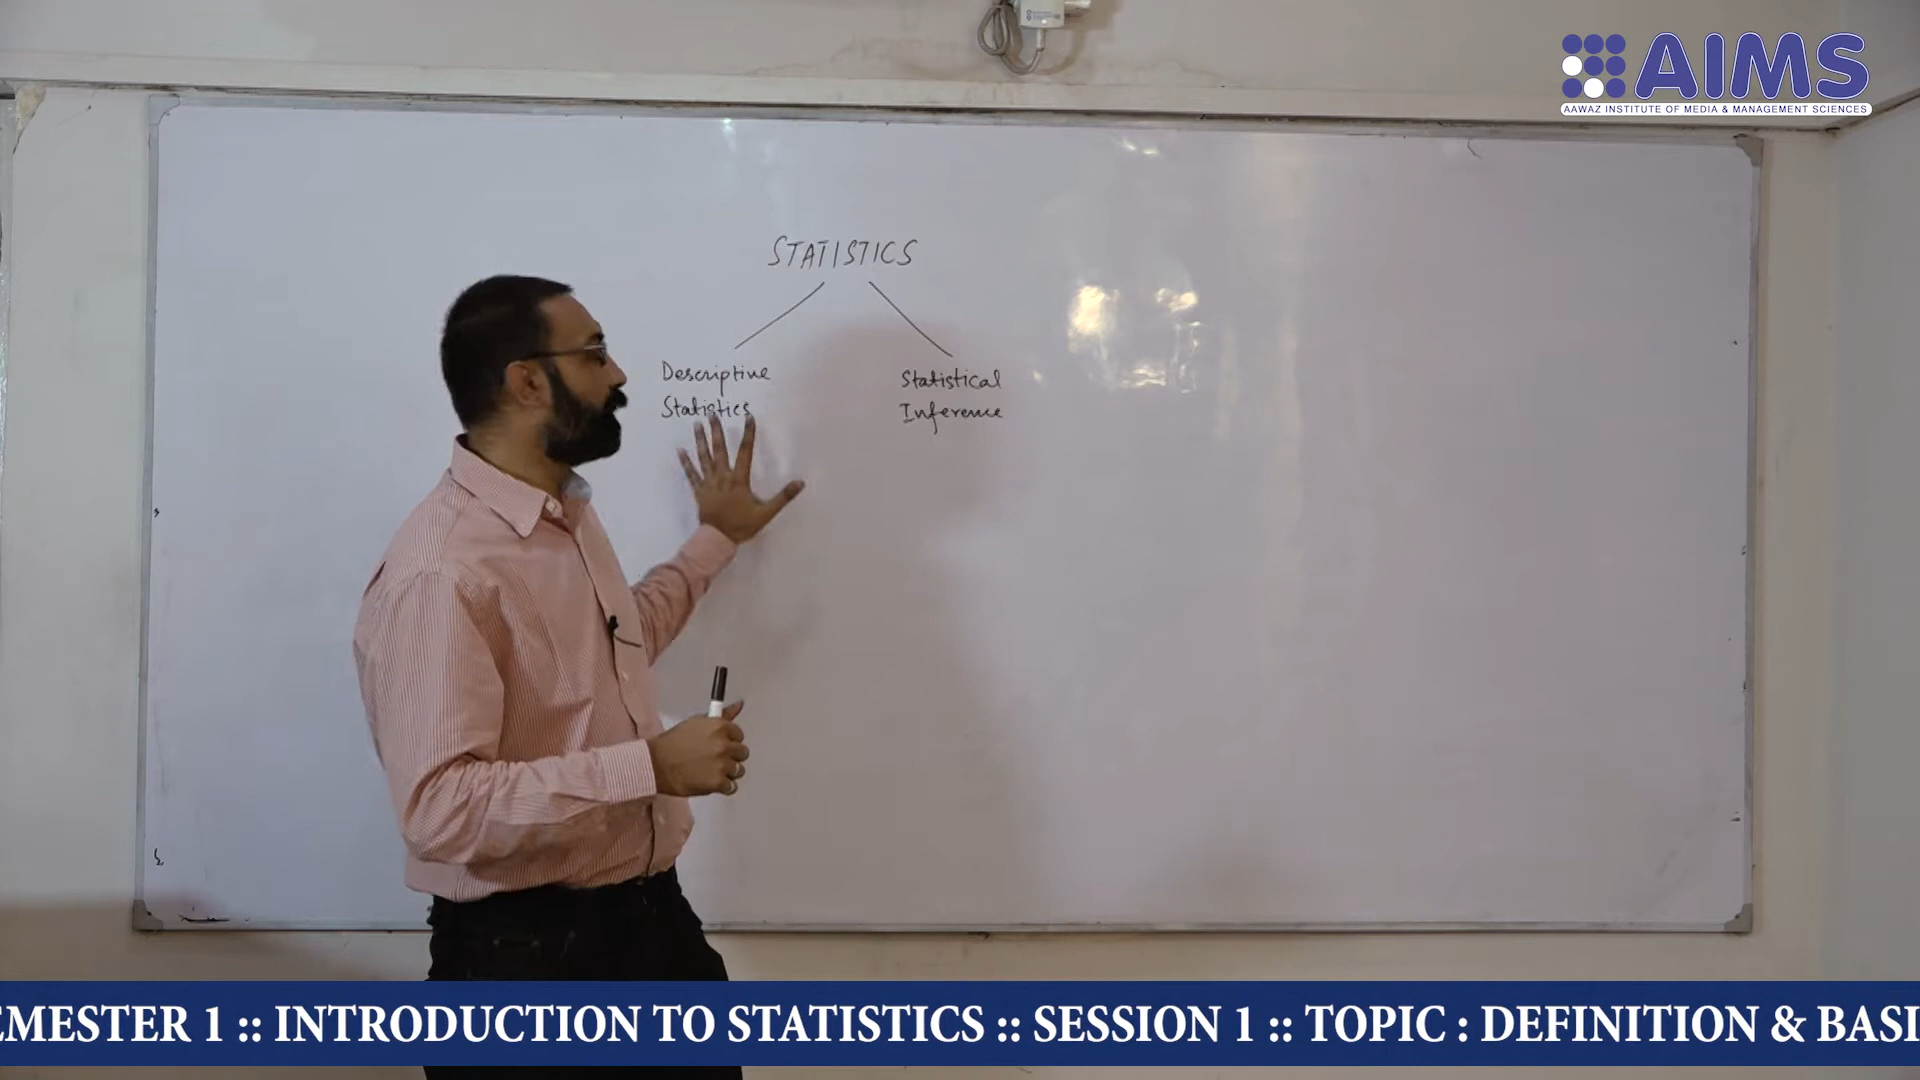 AIMS
AAWAZ INSTITUTE OF MEDIA & MANAGEMENT SCIENCES
STATISTICS
Descriptive
Statistics
Statistical
Inference
EMESTER 1 :: INTRODUCTION TO STATISTICS :: SESSION 1 :: TOPIC : DEFINITION & BASI